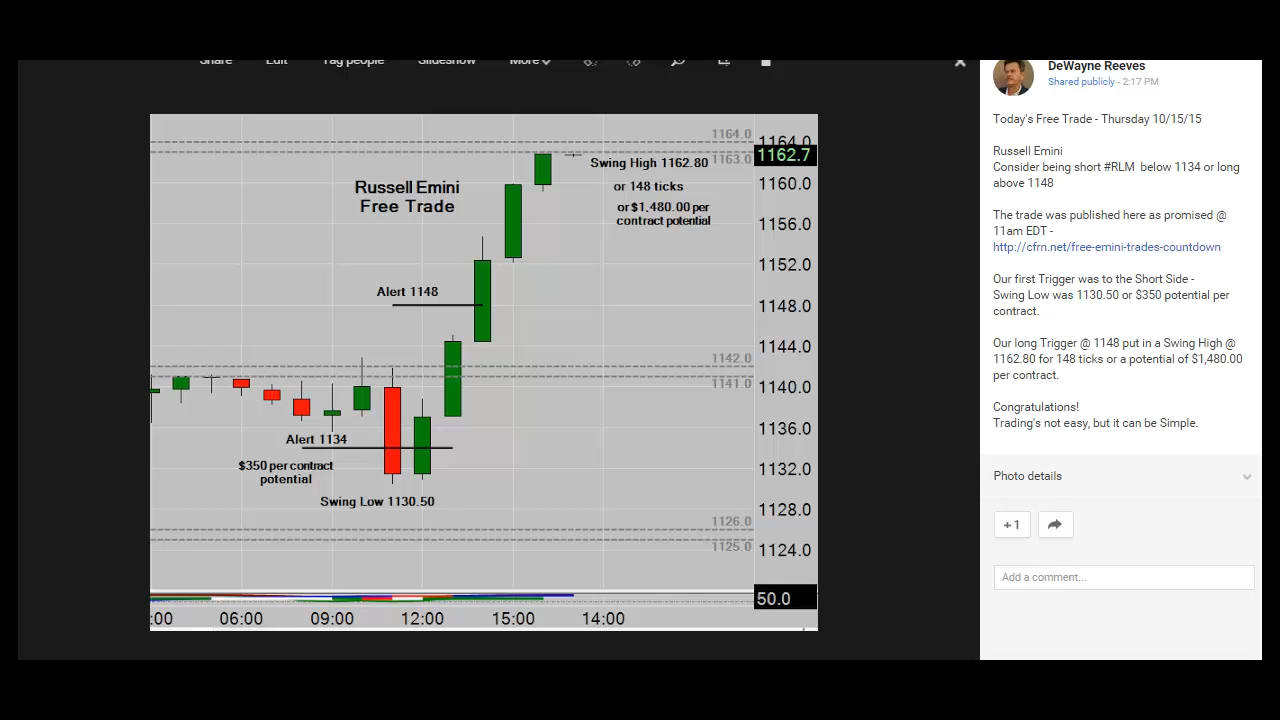 Share Edit Tag people Slideshow More
DeWayne Reeves
Shared publicly - 2:17 PM
Today's Free Trade - Thursday 10/15/15
Russell Emini
Consider being short #RLM below 1134 or long
above 1148
The trade was published here as promised @
11am EDT -
http://cfrn.net/free-emini-trades-countdown
Our first Trigger was to the Short Side -
Swing Low was 1130.50 or $350 potential per
contract.
Our long Trigger @ 1148 put in a Swing High @
1162.80 for 148 ticks or a potential of $1,480.00
per contract.
Congratulations!
Trading's not easy, but it can be Simple.
Photo details
+1
Add a comment...
1164.0
1164.0
1162.7
1163.0
Swing High 1162.80
or 148 ticks
or $1,480.00 per
contract potential
Russell Emini
Free Trade
1160.0
1156.0
1152.0
Alert 1148
1148.0
1144.0
1142.0
1141.0
1140.0
1136.0
Alert 1134
$350 per contract
potential
1132.0
Swing Low 1130.50
1128.0
1126.0
1125.0
1124.0
50.0
:00 06:00 09:00 12:00 15:00 14:00